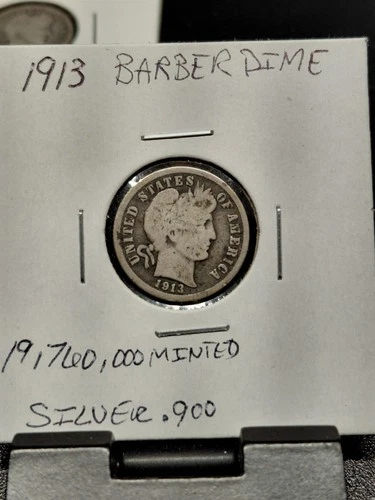 1913 BARBER DIME
UNITED STATES OF AMERICA
1913
19,760,000 MINTED
SILVER .900